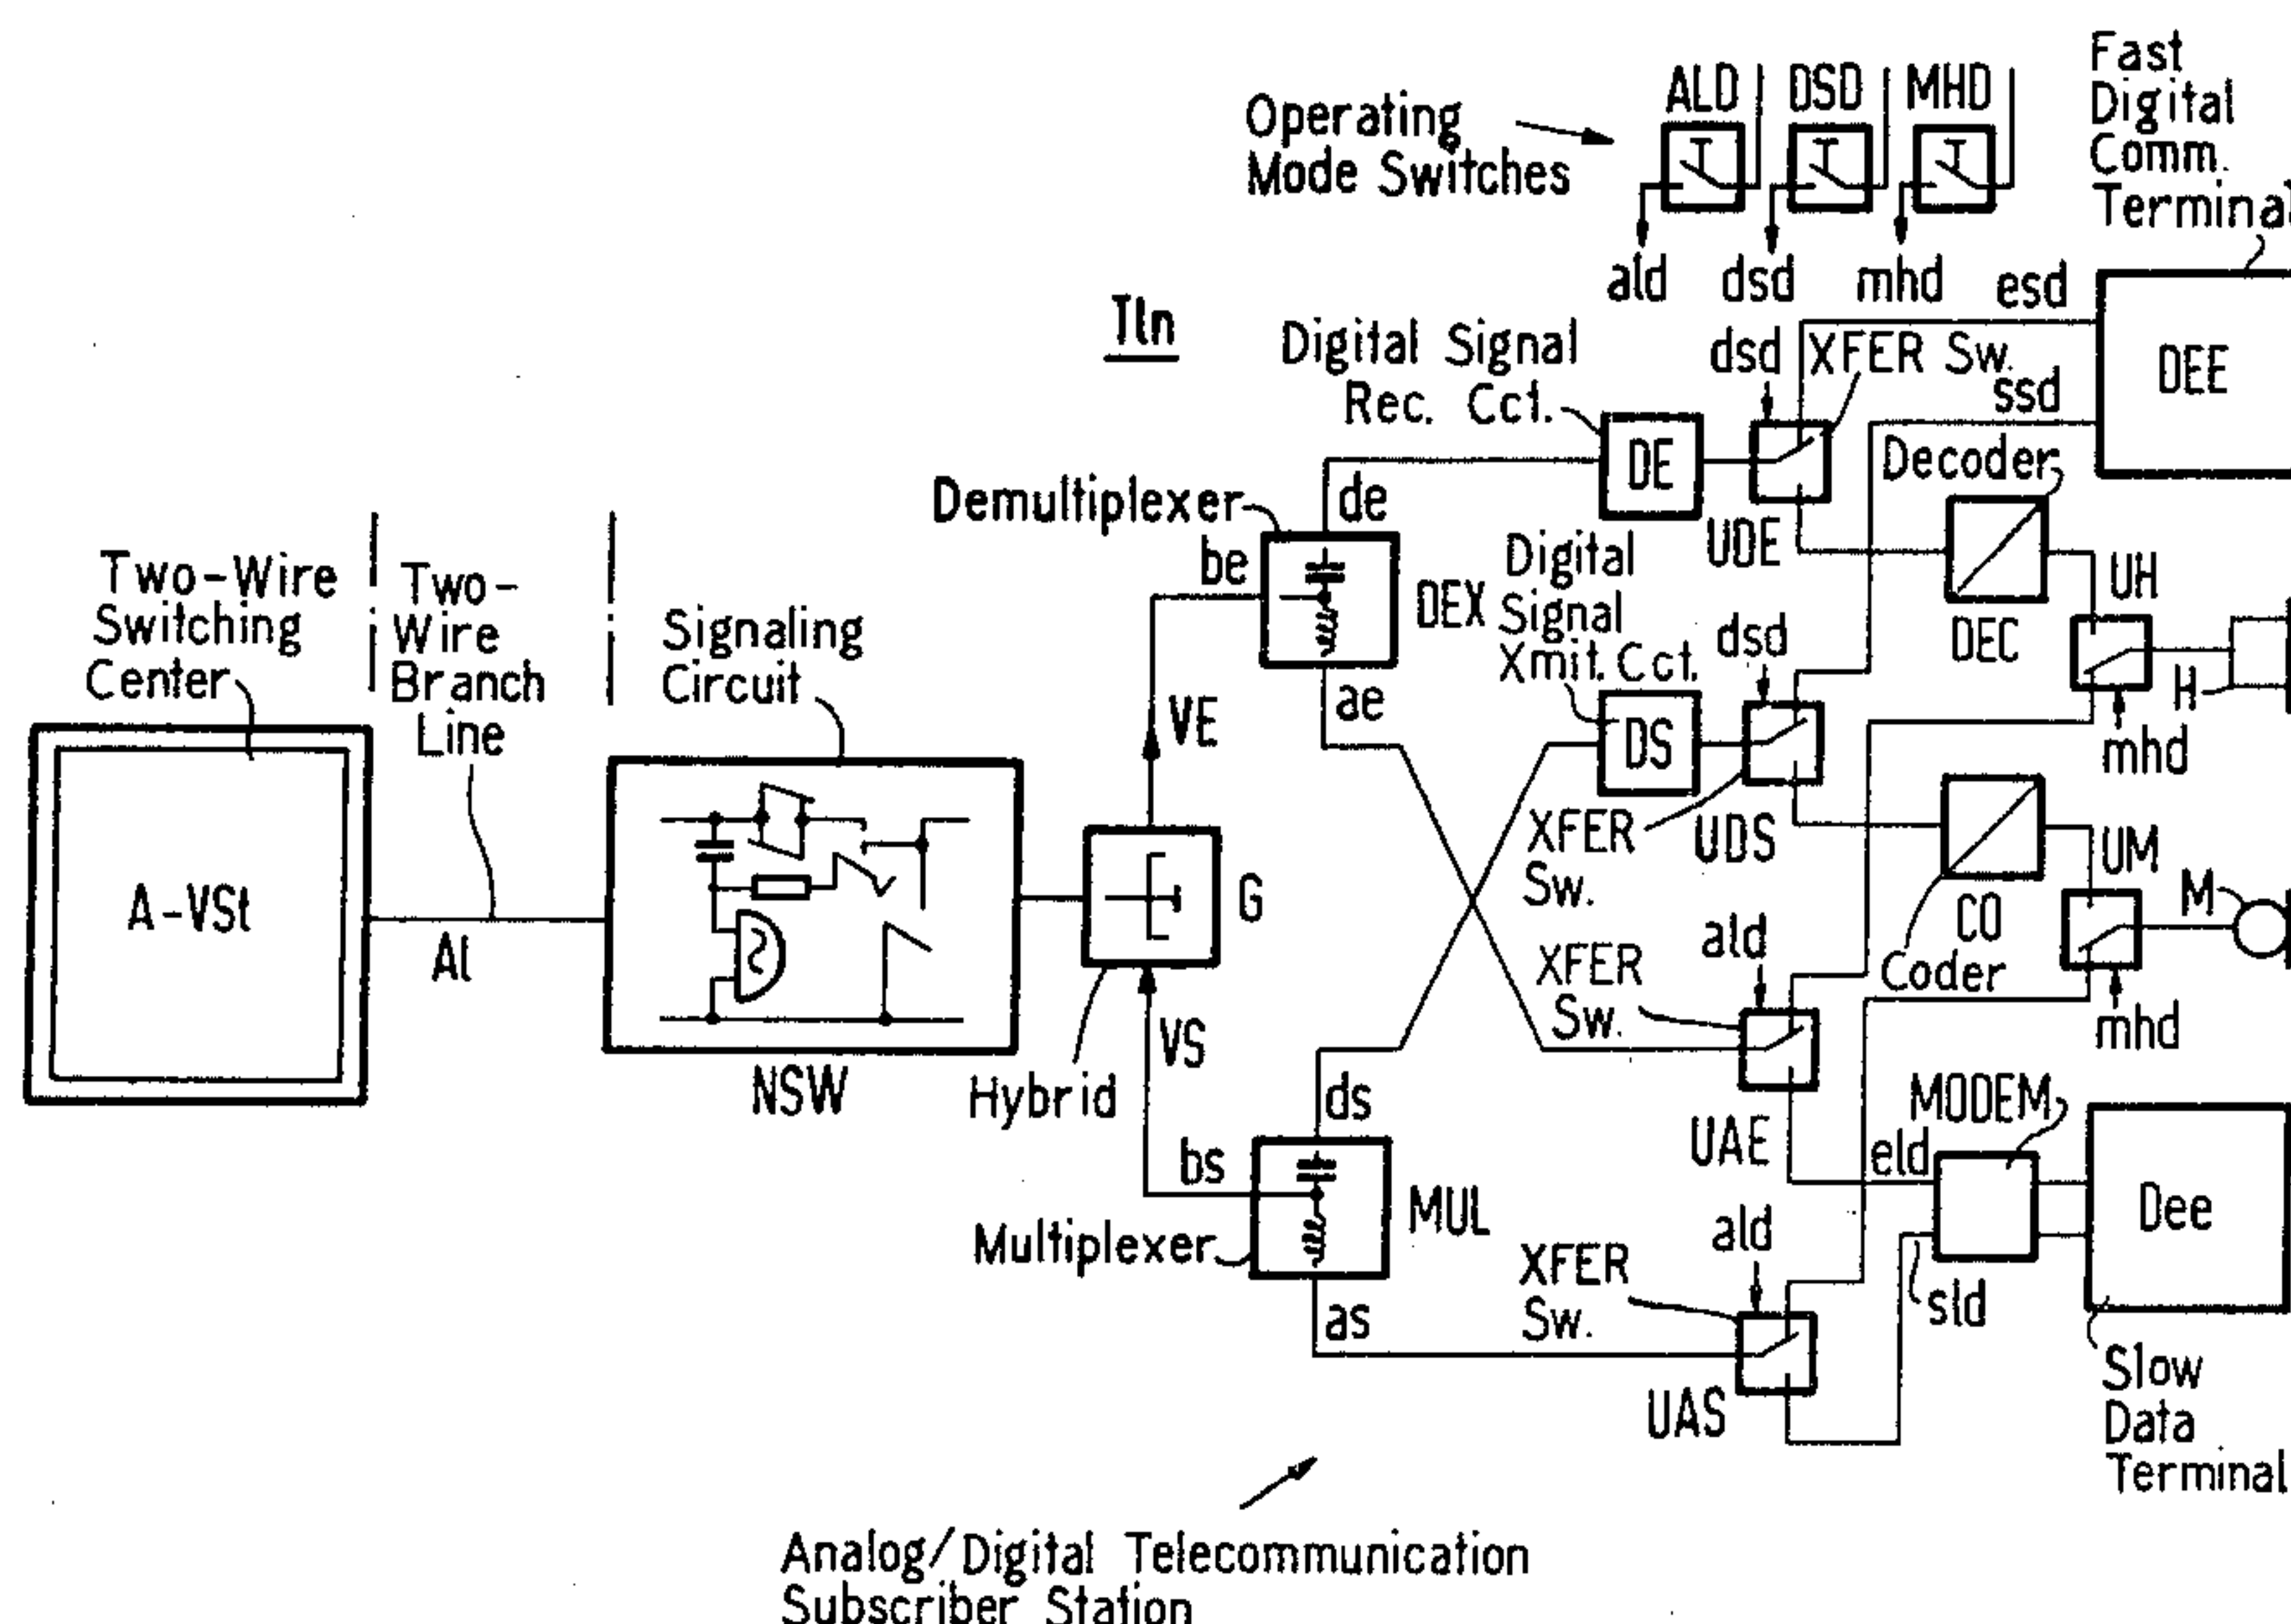 Operating
Mode Switches
ALD
DSD
MHD
ald
dsd
mhd
Fast
Digital
Comm.
Terminal
Tln
Digital Signal
Rec. Cct.
dsd
XFER Sw.
esd
ssd
DEE
DE
UDE
Decoder
DEC
UH
H
mhd
Demultiplexer
de
be
DEX
ae
Digital
Signal
Xmit. Cct.
dsd
DS
XFER
Sw.
UDS
CO
Coder
UM
M
mhd
Two-Wire
Switching
Center
Two-
Wire
Branch
Line
Signaling
Circuit
A-VSt
Al
NSW
VE
G
VS
Hybrid
XFER
Sw.
ald
UAE
ds
bs
MUL
Multiplexer
as
MODEM
eld
sld
Dee
ald
XFER
Sw.
UAS
Slow
Data
Terminal
Analog/Digital Telecommunication
Subscriber Station